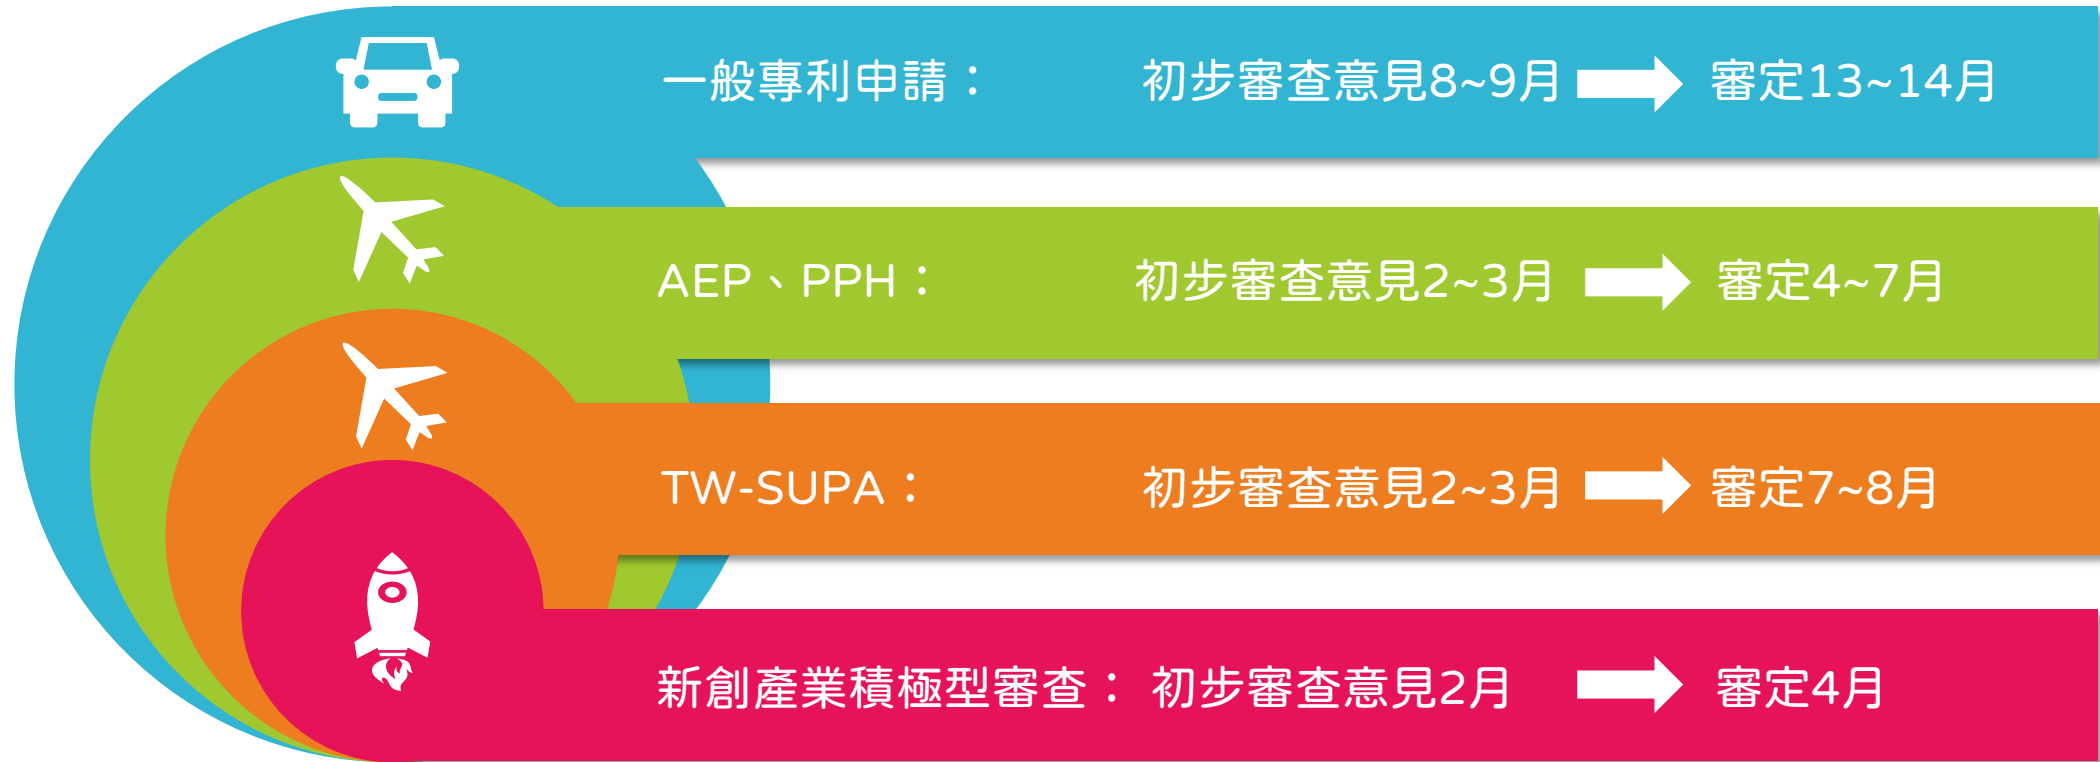 一般專利申請： 初步審查意見8~9月 審定13~14月
AEP、PPH： 初步審查意見2~3月 審定4~7月
TW-SUPA： 初步審查意見2~3月 審定7~8月
新創產業積極型審查： 初步審查意見2月 審定4月